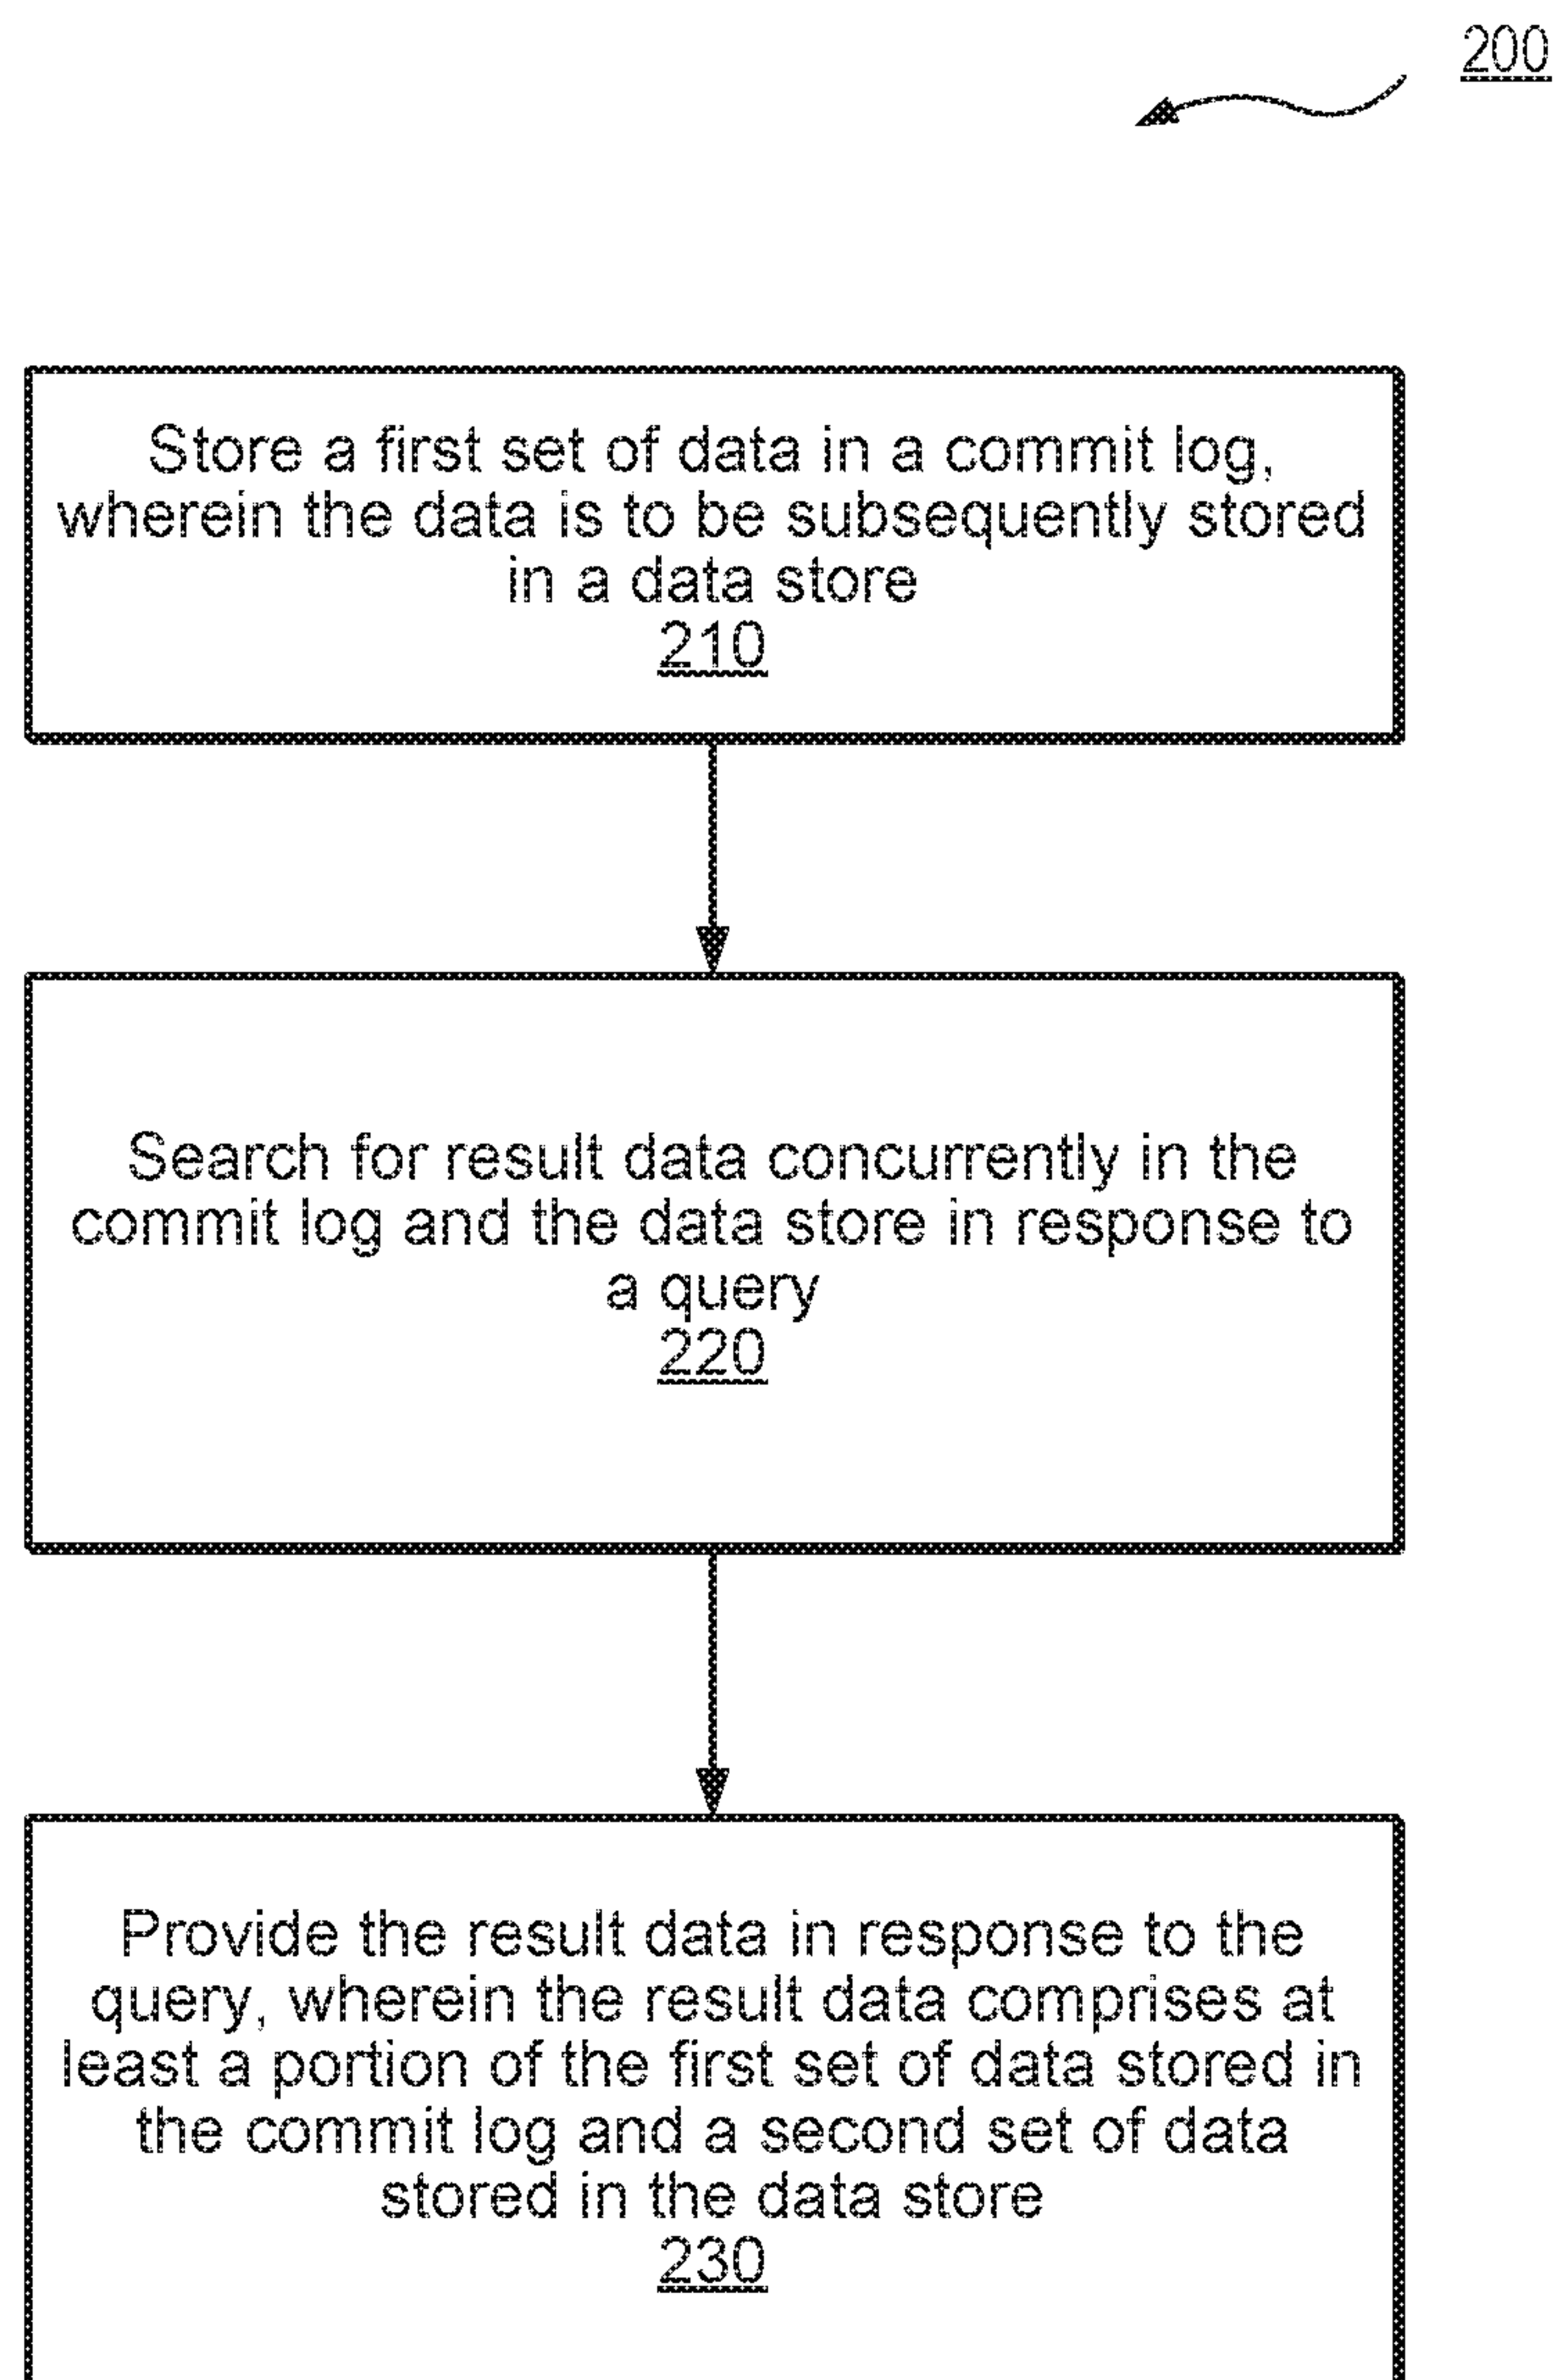 200
Store a first set of data in a commit log,
wherein the data is to be subsequently stored
in a data store
210
Search for result data concurrently in the
commit log and the data store in response to
a query
220
Provide the result data in response to the
query, wherein the result data comprises at
least a portion of the first set of data stored in
the commit log and a second set of data
stored in the data store
230